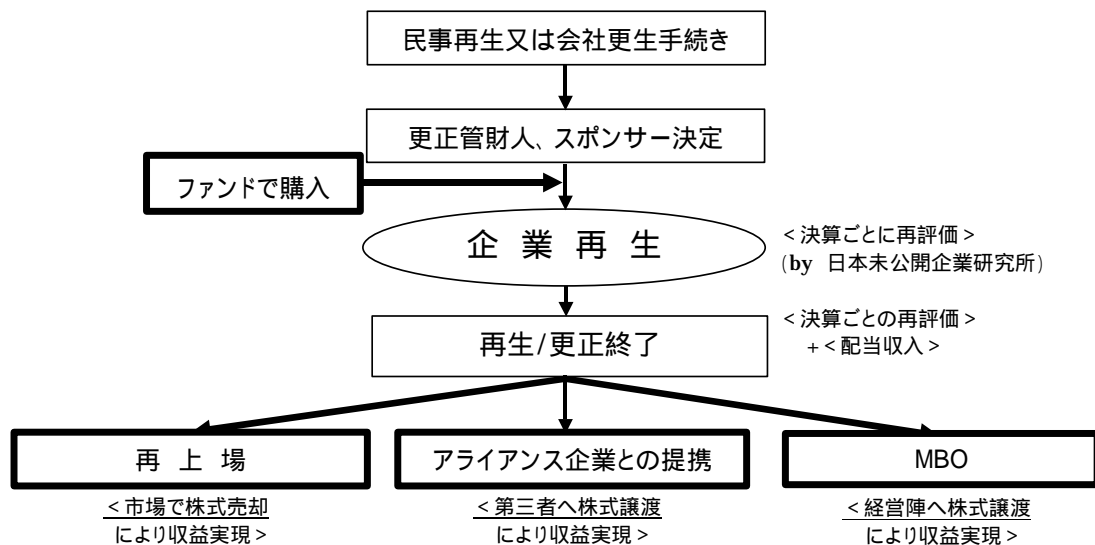 民事再生又は会社更生手続き
更正管財人、スポンサー決定
ファンドで購入
企 業 再 生
<決算ごとに再評価>
(by 日本未公開企業研究所)
再生/更正終了
<決算ごとの再評価>
+<配当収入>
再 上 場
アライアンス企業との提携
MBO
<市場で株式売却
により収益実現>
<第三者へ株式譲渡
により収益実現>
<経営陣へ株式譲渡
により収益実現>